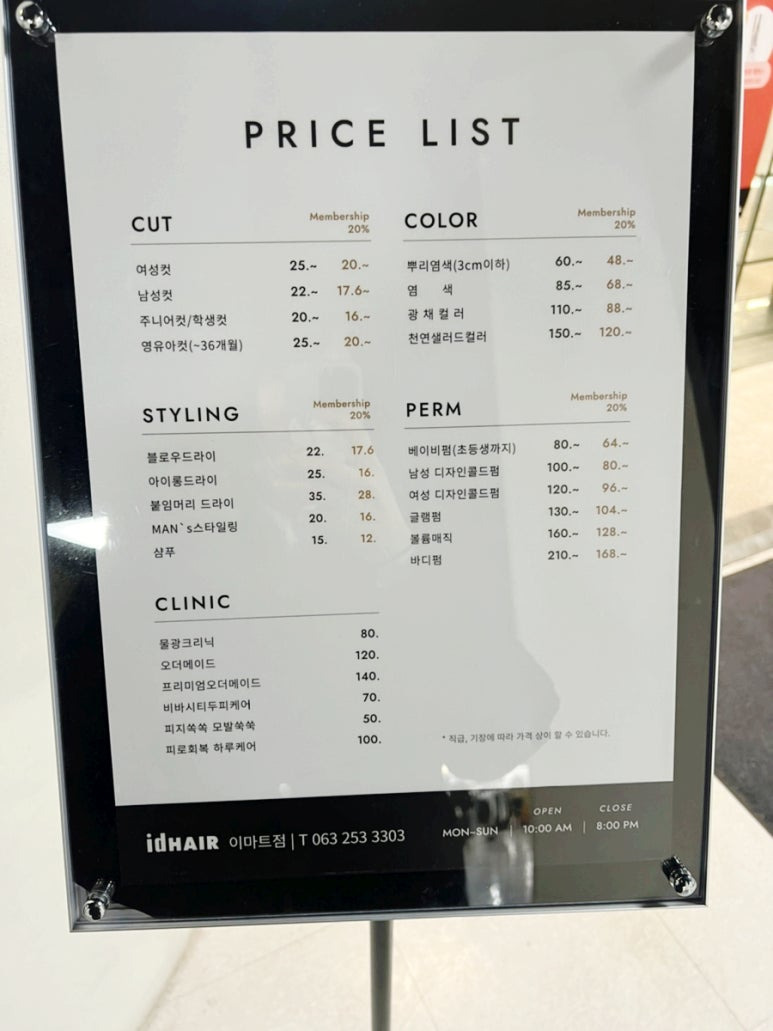 PRICE LIST
CUT Membership 20%
여성컷 25.~ 20.~
남성컷 22.~ 17.6~
주니어컷/학생컷 20.~ 16.~
영유아컷(~36개월) 25.~ 20.~
COLOR Membership 20%
뿌리염색(3cm이하) 60.~ 48.~
염 색 85.~ 68.~
광 채 컬 러 110.~ 88.~
천연샐러드컬러 150.~ 120.~
STYLING Membership 20%
블로우드라이 22. 17.6
아이롱드라이 25. 16.
붙임머리 드라이 35. 28.
MAN`s스타일링 20. 16.
샴푸 15. 12.
PERM Membership 20%
베이비펌(초등생까지) 80.~ 64.~
남성 디자인콜드펌 100.~ 80.~
여성 디자인콜드펌 120.~ 96.~
글램펌 130.~ 104.~
볼륨매직 160.~ 128.~
바디펌 210.~ 168.~
CLINIC
물광크리닉 80.
오더메이드 120.
프리미엄오더메이드 140.
비바시티두피케어 70.
피지쏙쏙 모발쑥쑥 50.
피로회복 하루케어 100.
* 직급, 기장에 따라 가격 상이 할 수 있습니다.
idHAIR 이마트점 | T 063 253 3303
OPEN CLOSE
MON~SUN | 10:00 AM | 8:00 PM